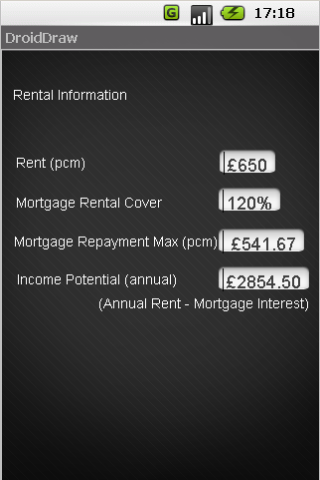 G 17:18
DroidDraw
Rental Information
Rent (pcm) £650
Mortgage Rental Cover 120%
Mortgage Repayment Max (pcm) £541.67
Income Potential (annual) £2854.50
(Annual Rent - Mortgage Interest)